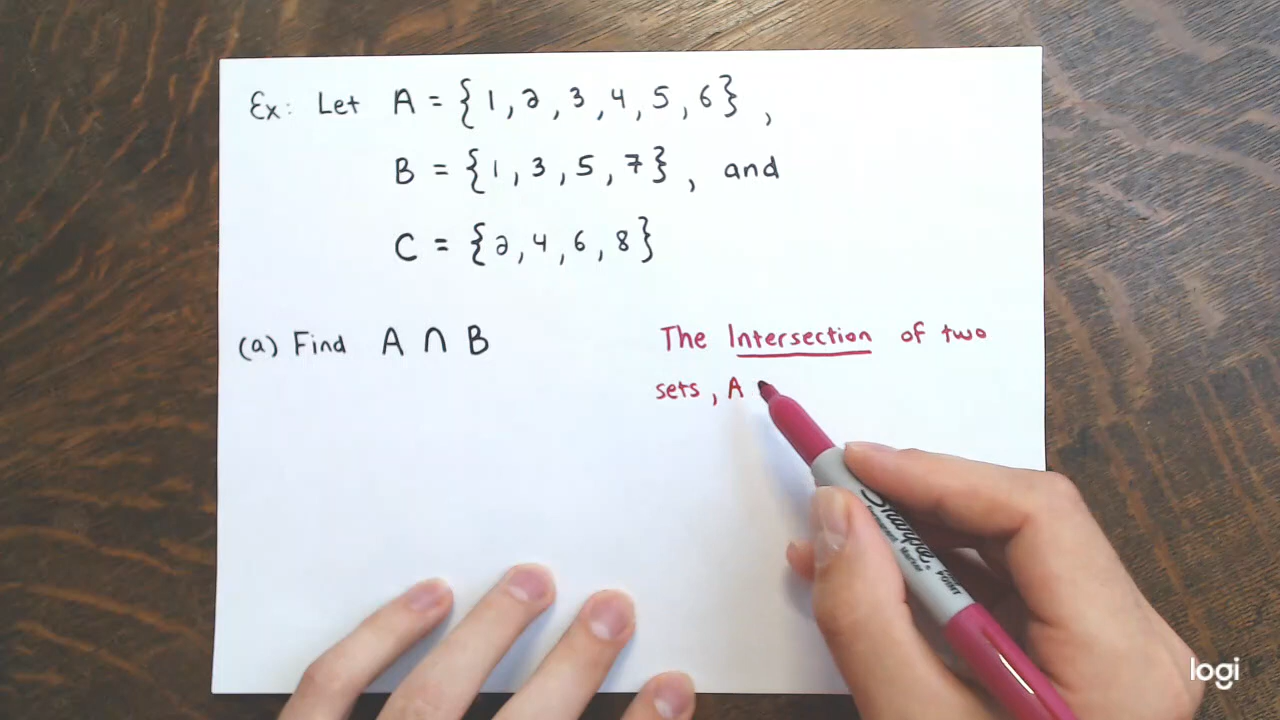 Ex: Let A = {1, 2, 3, 4, 5, 6},
B = {1, 3, 5, 7}, and
C = {2, 4, 6, 8}
(a) Find A ∩ B
The Intersection of two
sets, A
Sharpie
logi